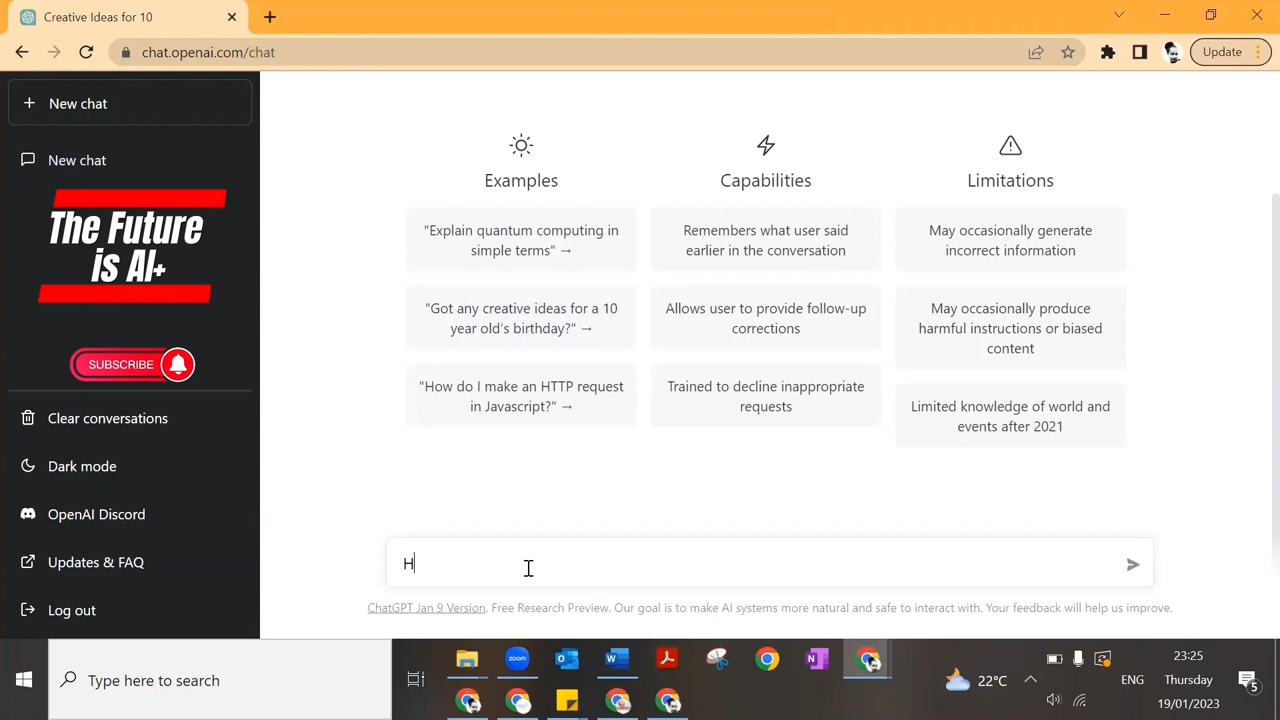 Creative Ideas for 10
chat.openai.com/chat
Update
New chat
New chat
The Future
is AI+
SUBSCRIBE
Clear conversations
Dark mode
OpenAI Discord
Updates & FAQ
Log out
Examples
"Explain quantum computing in
simple terms" →
"Got any creative ideas for a 10
year old's birthday?" →
"How do I make an HTTP request
in Javascript?" →
Capabilities
Remembers what user said
earlier in the conversation
Allows user to provide follow-up
corrections
Trained to decline inappropriate
requests
Limitations
May occasionally generate
incorrect information
May occasionally produce
harmful instructions or biased
content
Limited knowledge of world and
events after 2021
H
ChatGPT Jan 9 Version. Free Research Preview. Our goal is to make AI systems more natural and safe to interact with. Your feedback will help us improve.
Type here to search
zoom
22°C
ENG
23:25
Thursday
19/01/2023
5